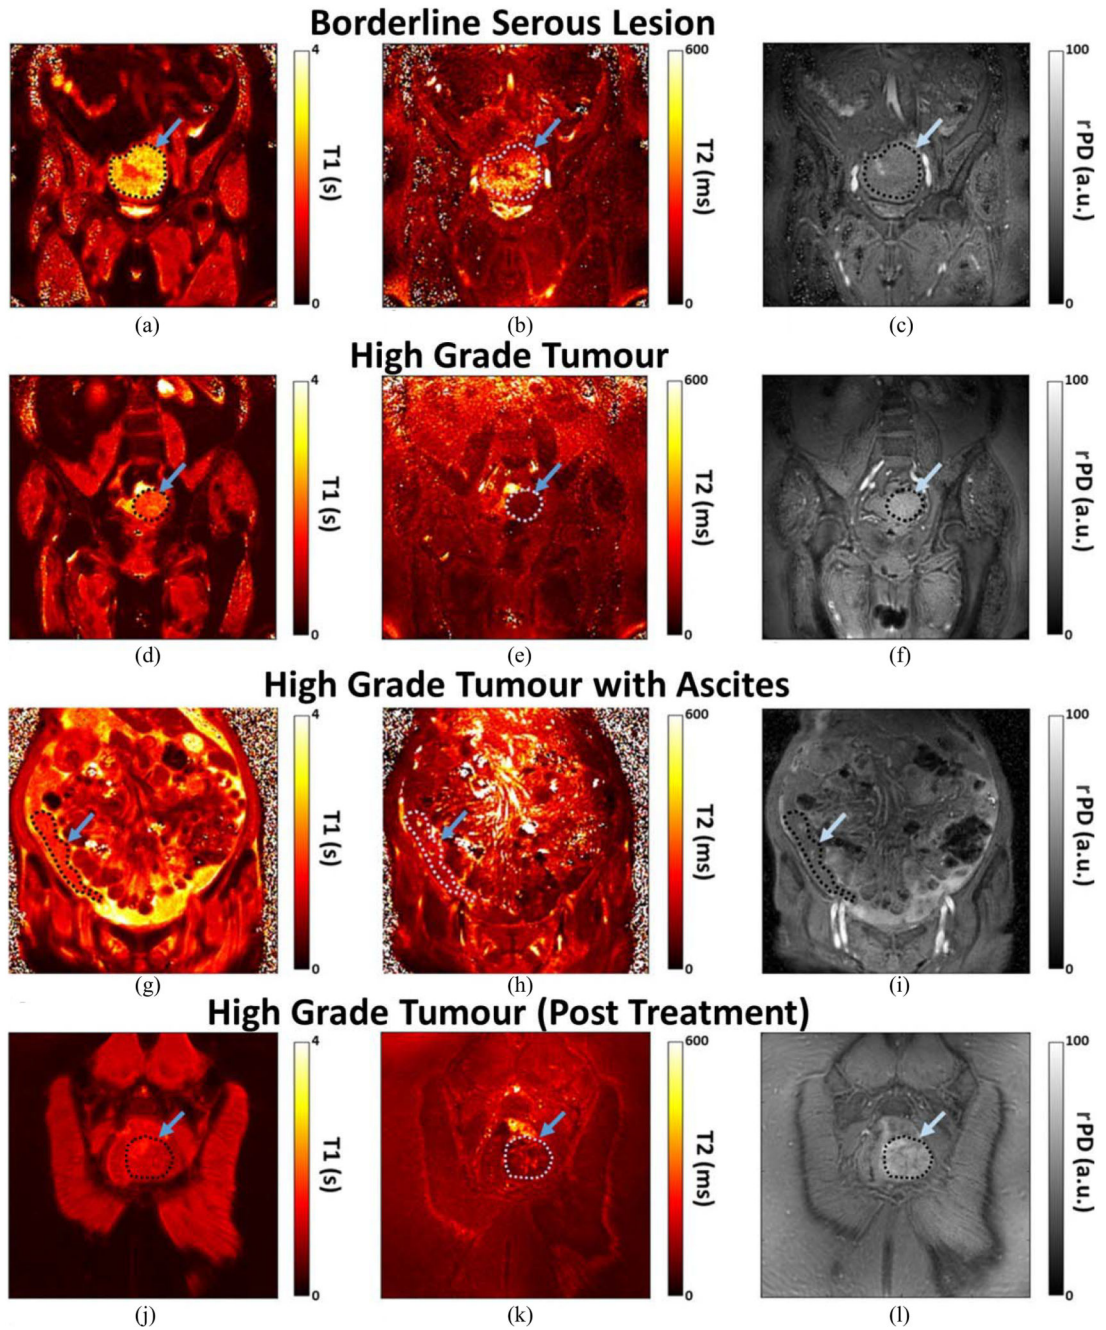 Borderline Serous Lesion
4
T1 (s)
0
600
T2 (ms)
0
100
rPD (a.u.)
0
(a)
(b)
(c)
High Grade Tumour
4
T1 (s)
0
600
T2 (ms)
0
100
rPD (a.u.)
0
(d)
(e)
(f)
High Grade Tumour with Ascites
4
T1 (s)
0
600
T2 (ms)
0
100
rPD (a.u.)
0
(g)
(h)
(i)
High Grade Tumour (Post Treatment)
4
T1 (s)
0
600
T2 (ms)
0
100
rPD (a.u.)
0
(j)
(k)
(l)